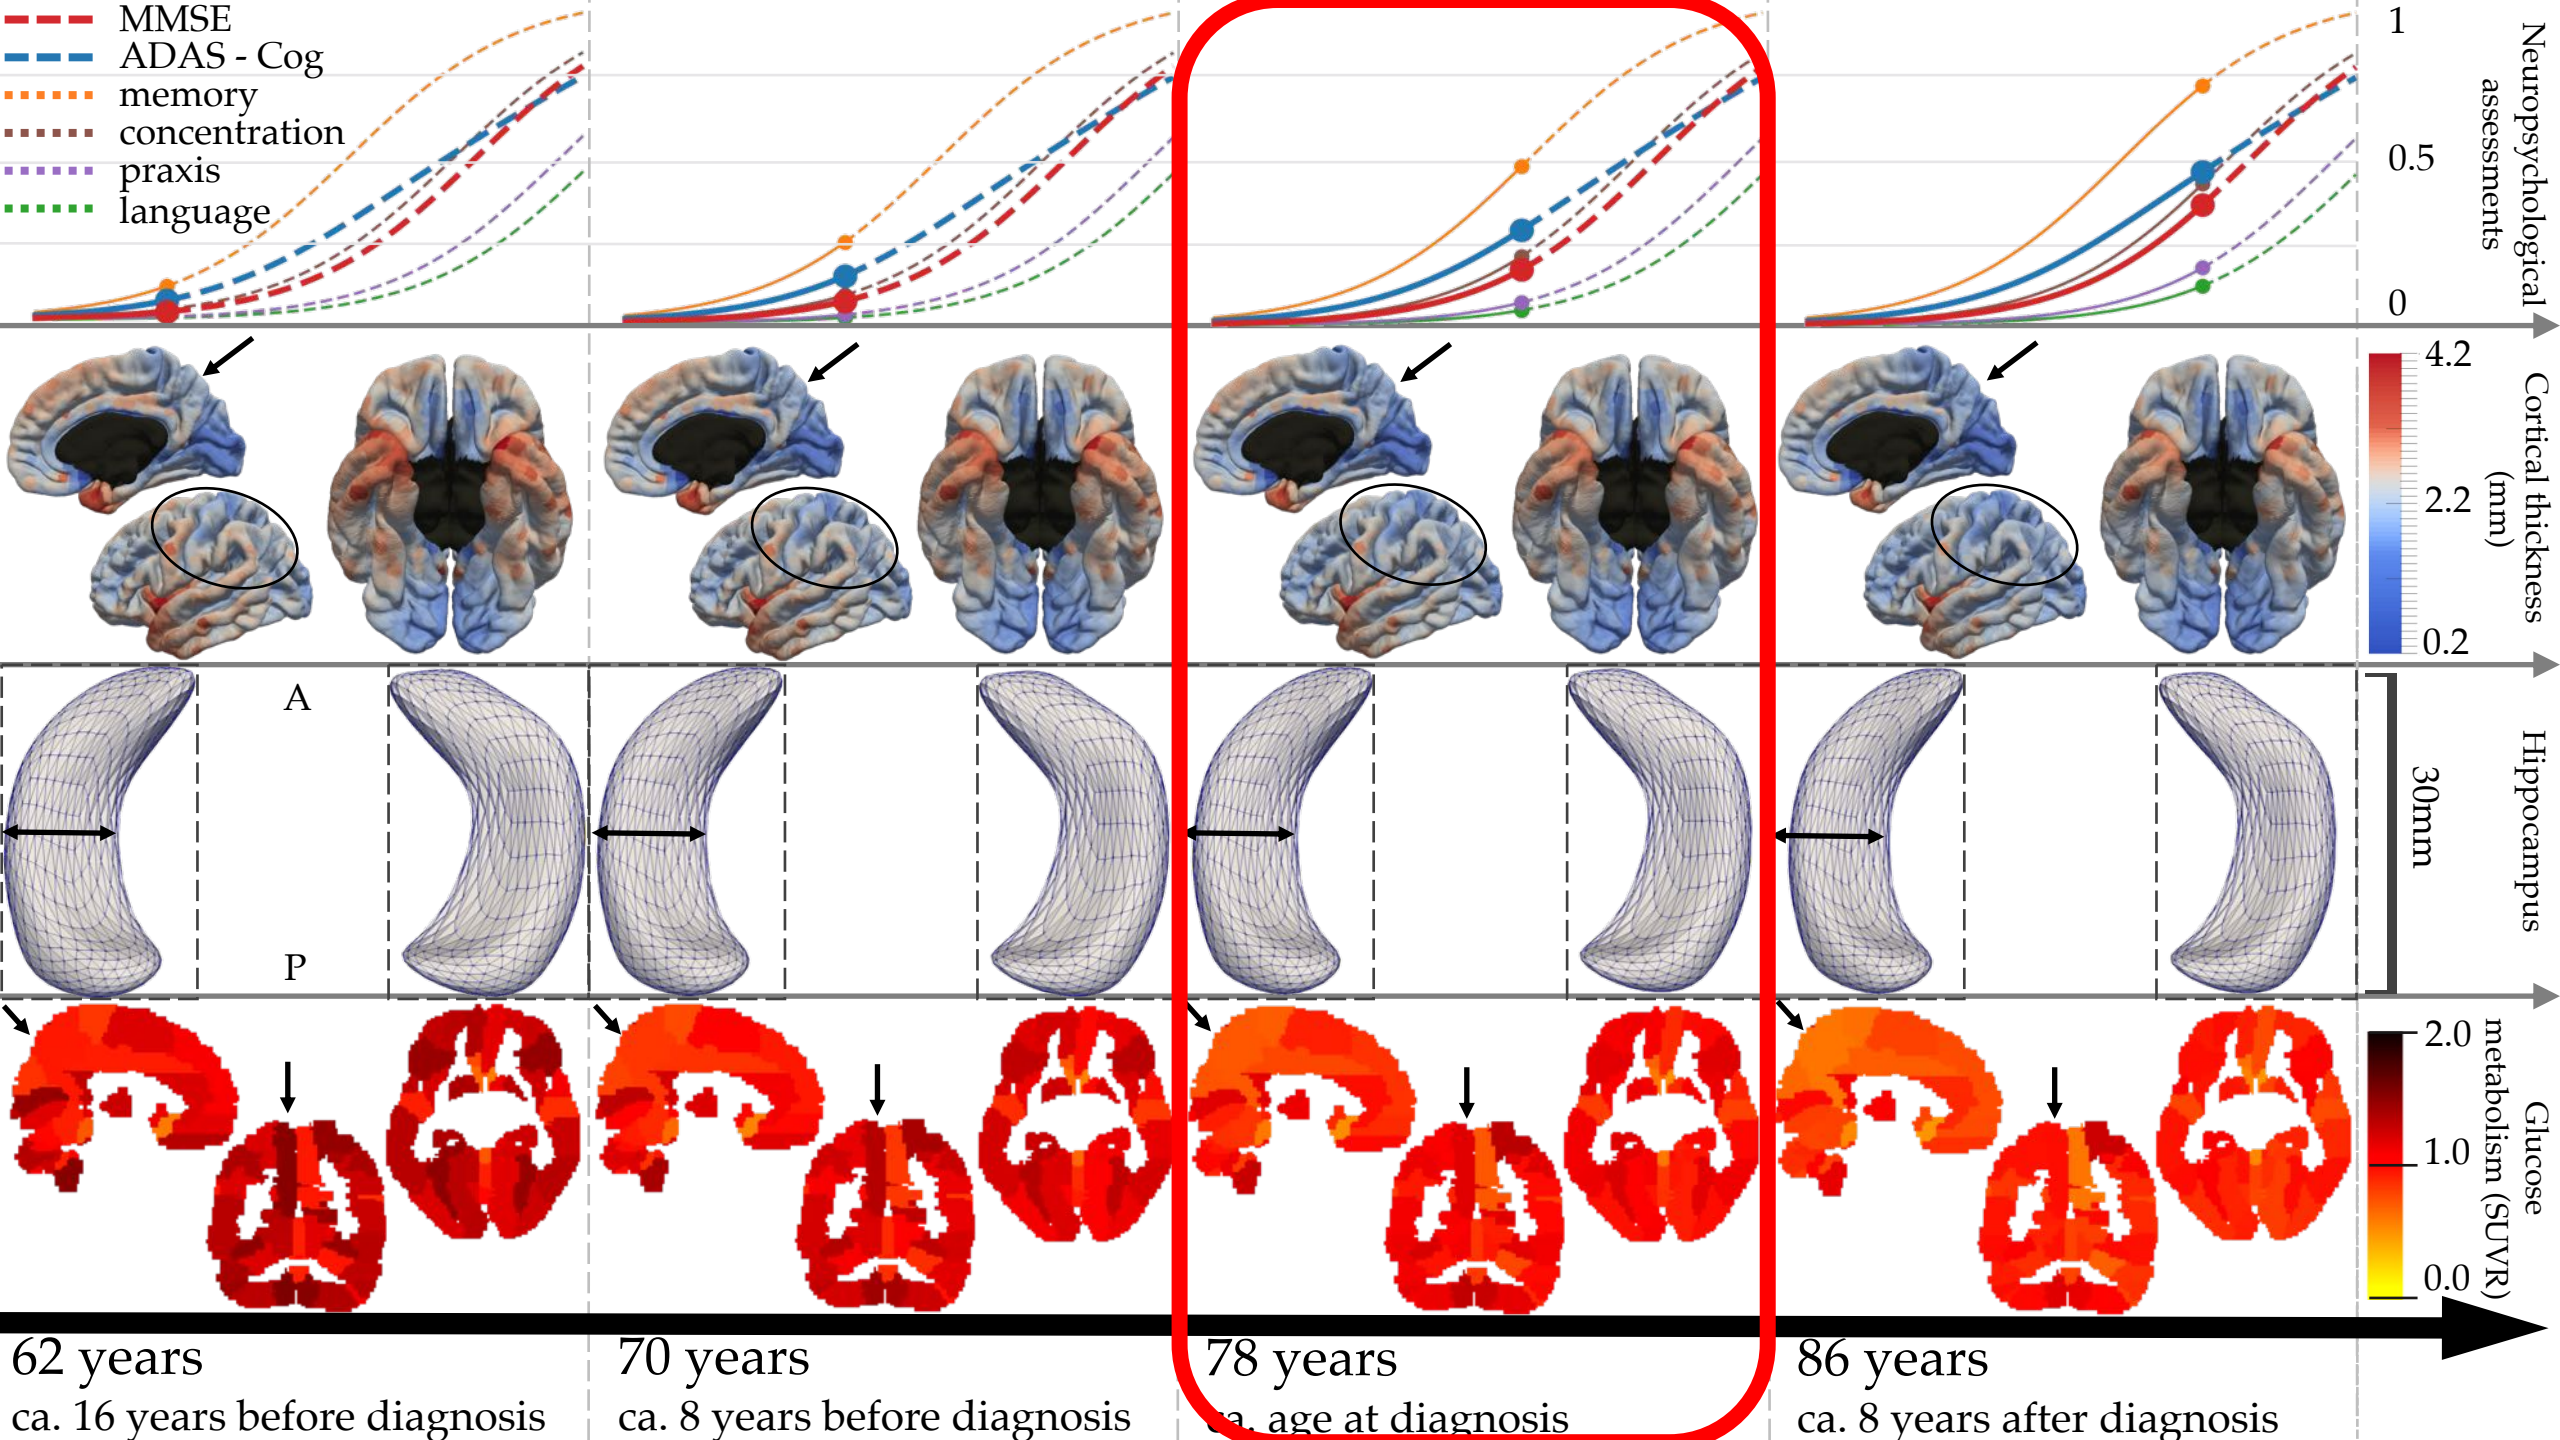 MMSE
ADAS - Cog
memory
concentration
praxis
language
1
0.5
0
Neuropsychological
assessments
4.2
2.2
0.2
Cortical thickness
(mm)
A
P
30mm
Hippocampus
2.0
1.0
0.0
Glucose
metabolism (SUVR)
62 years
ca. 16 years before diagnosis
70 years
ca. 8 years before diagnosis
78 years
ca. age at diagnosis
86 years
ca. 8 years after diagnosis